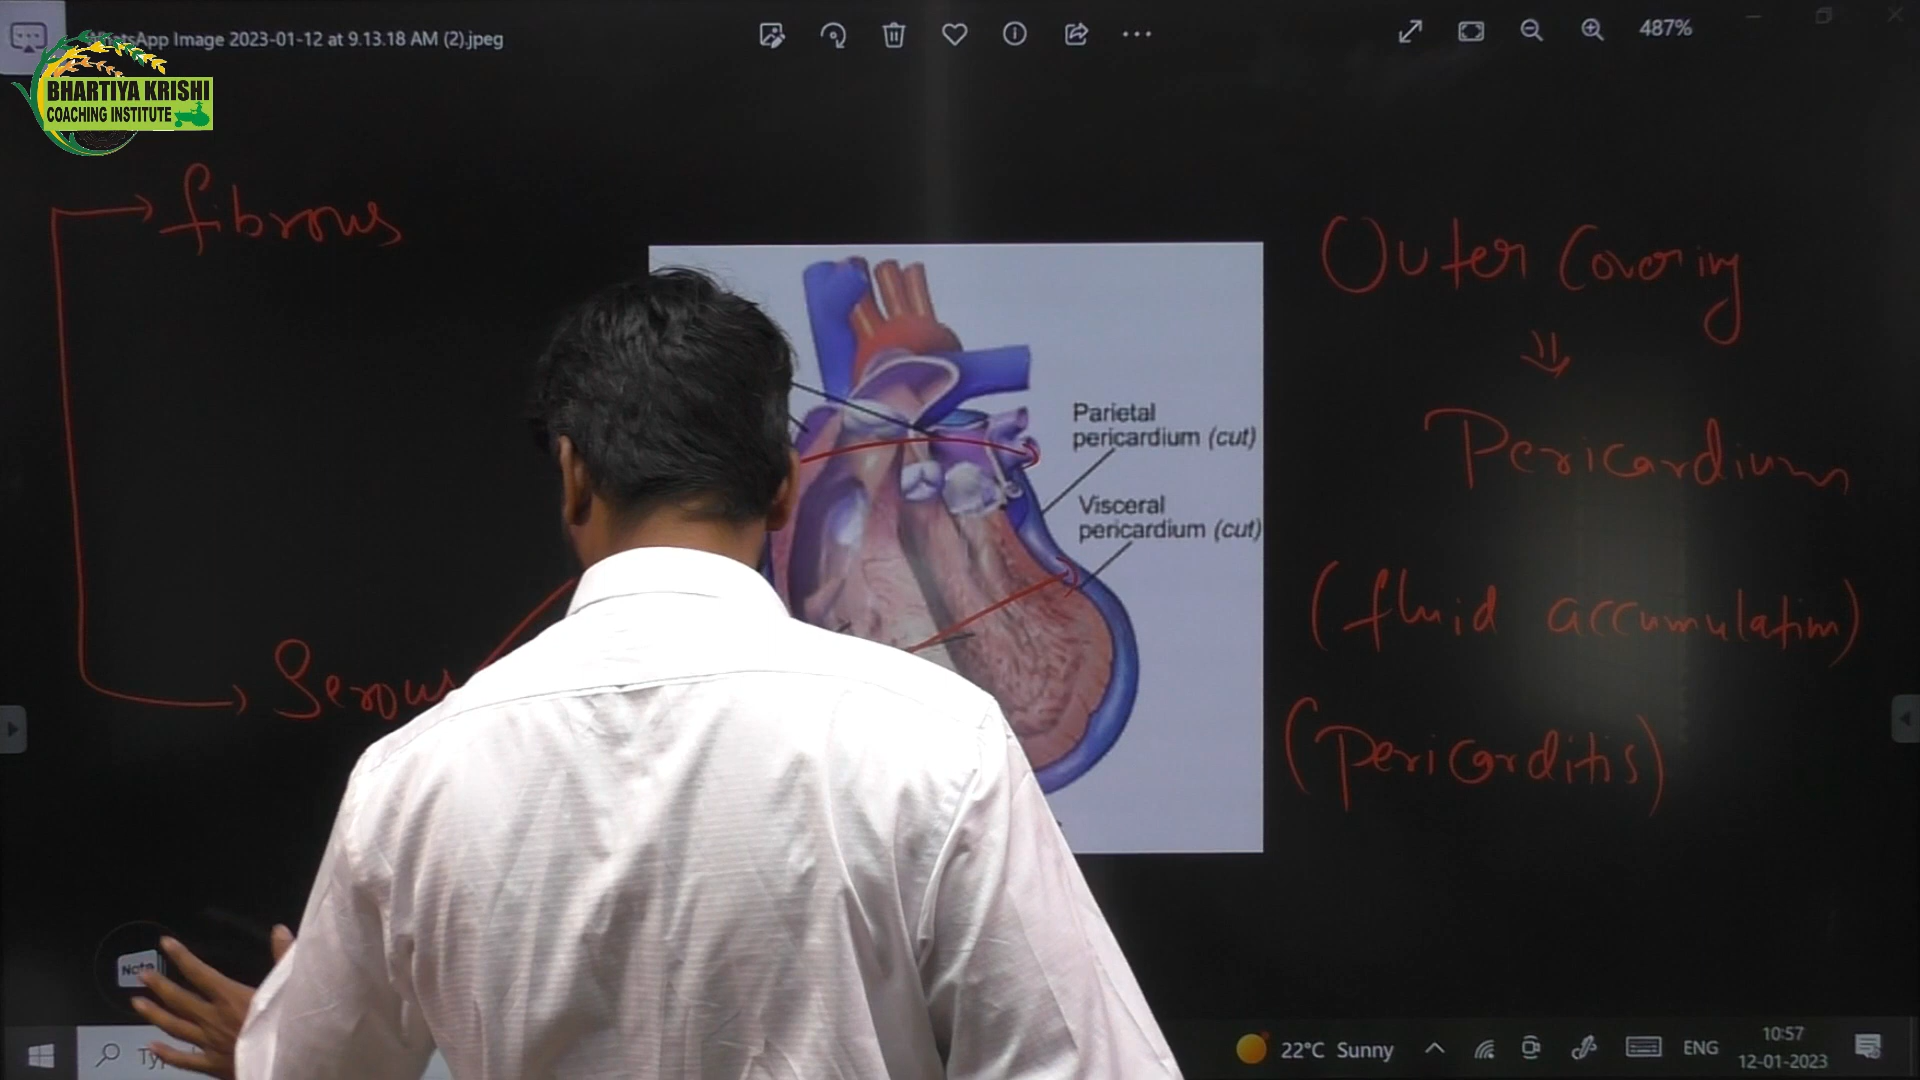 WhatsApp Image 2023-01-12 at 9.13.18 AM (2).jpeg
487%
BHARTIYA KRISHI
COACHING INSTITUTE
fibrous
Outer Covering
Parietal
pericardium (cut)
Pericardium
Visceral
pericardium (cut)
(fluid accumulation)
Serous
(Pericarditis)
Note
22°C Sunny
ENG
10:57
12-01-2023